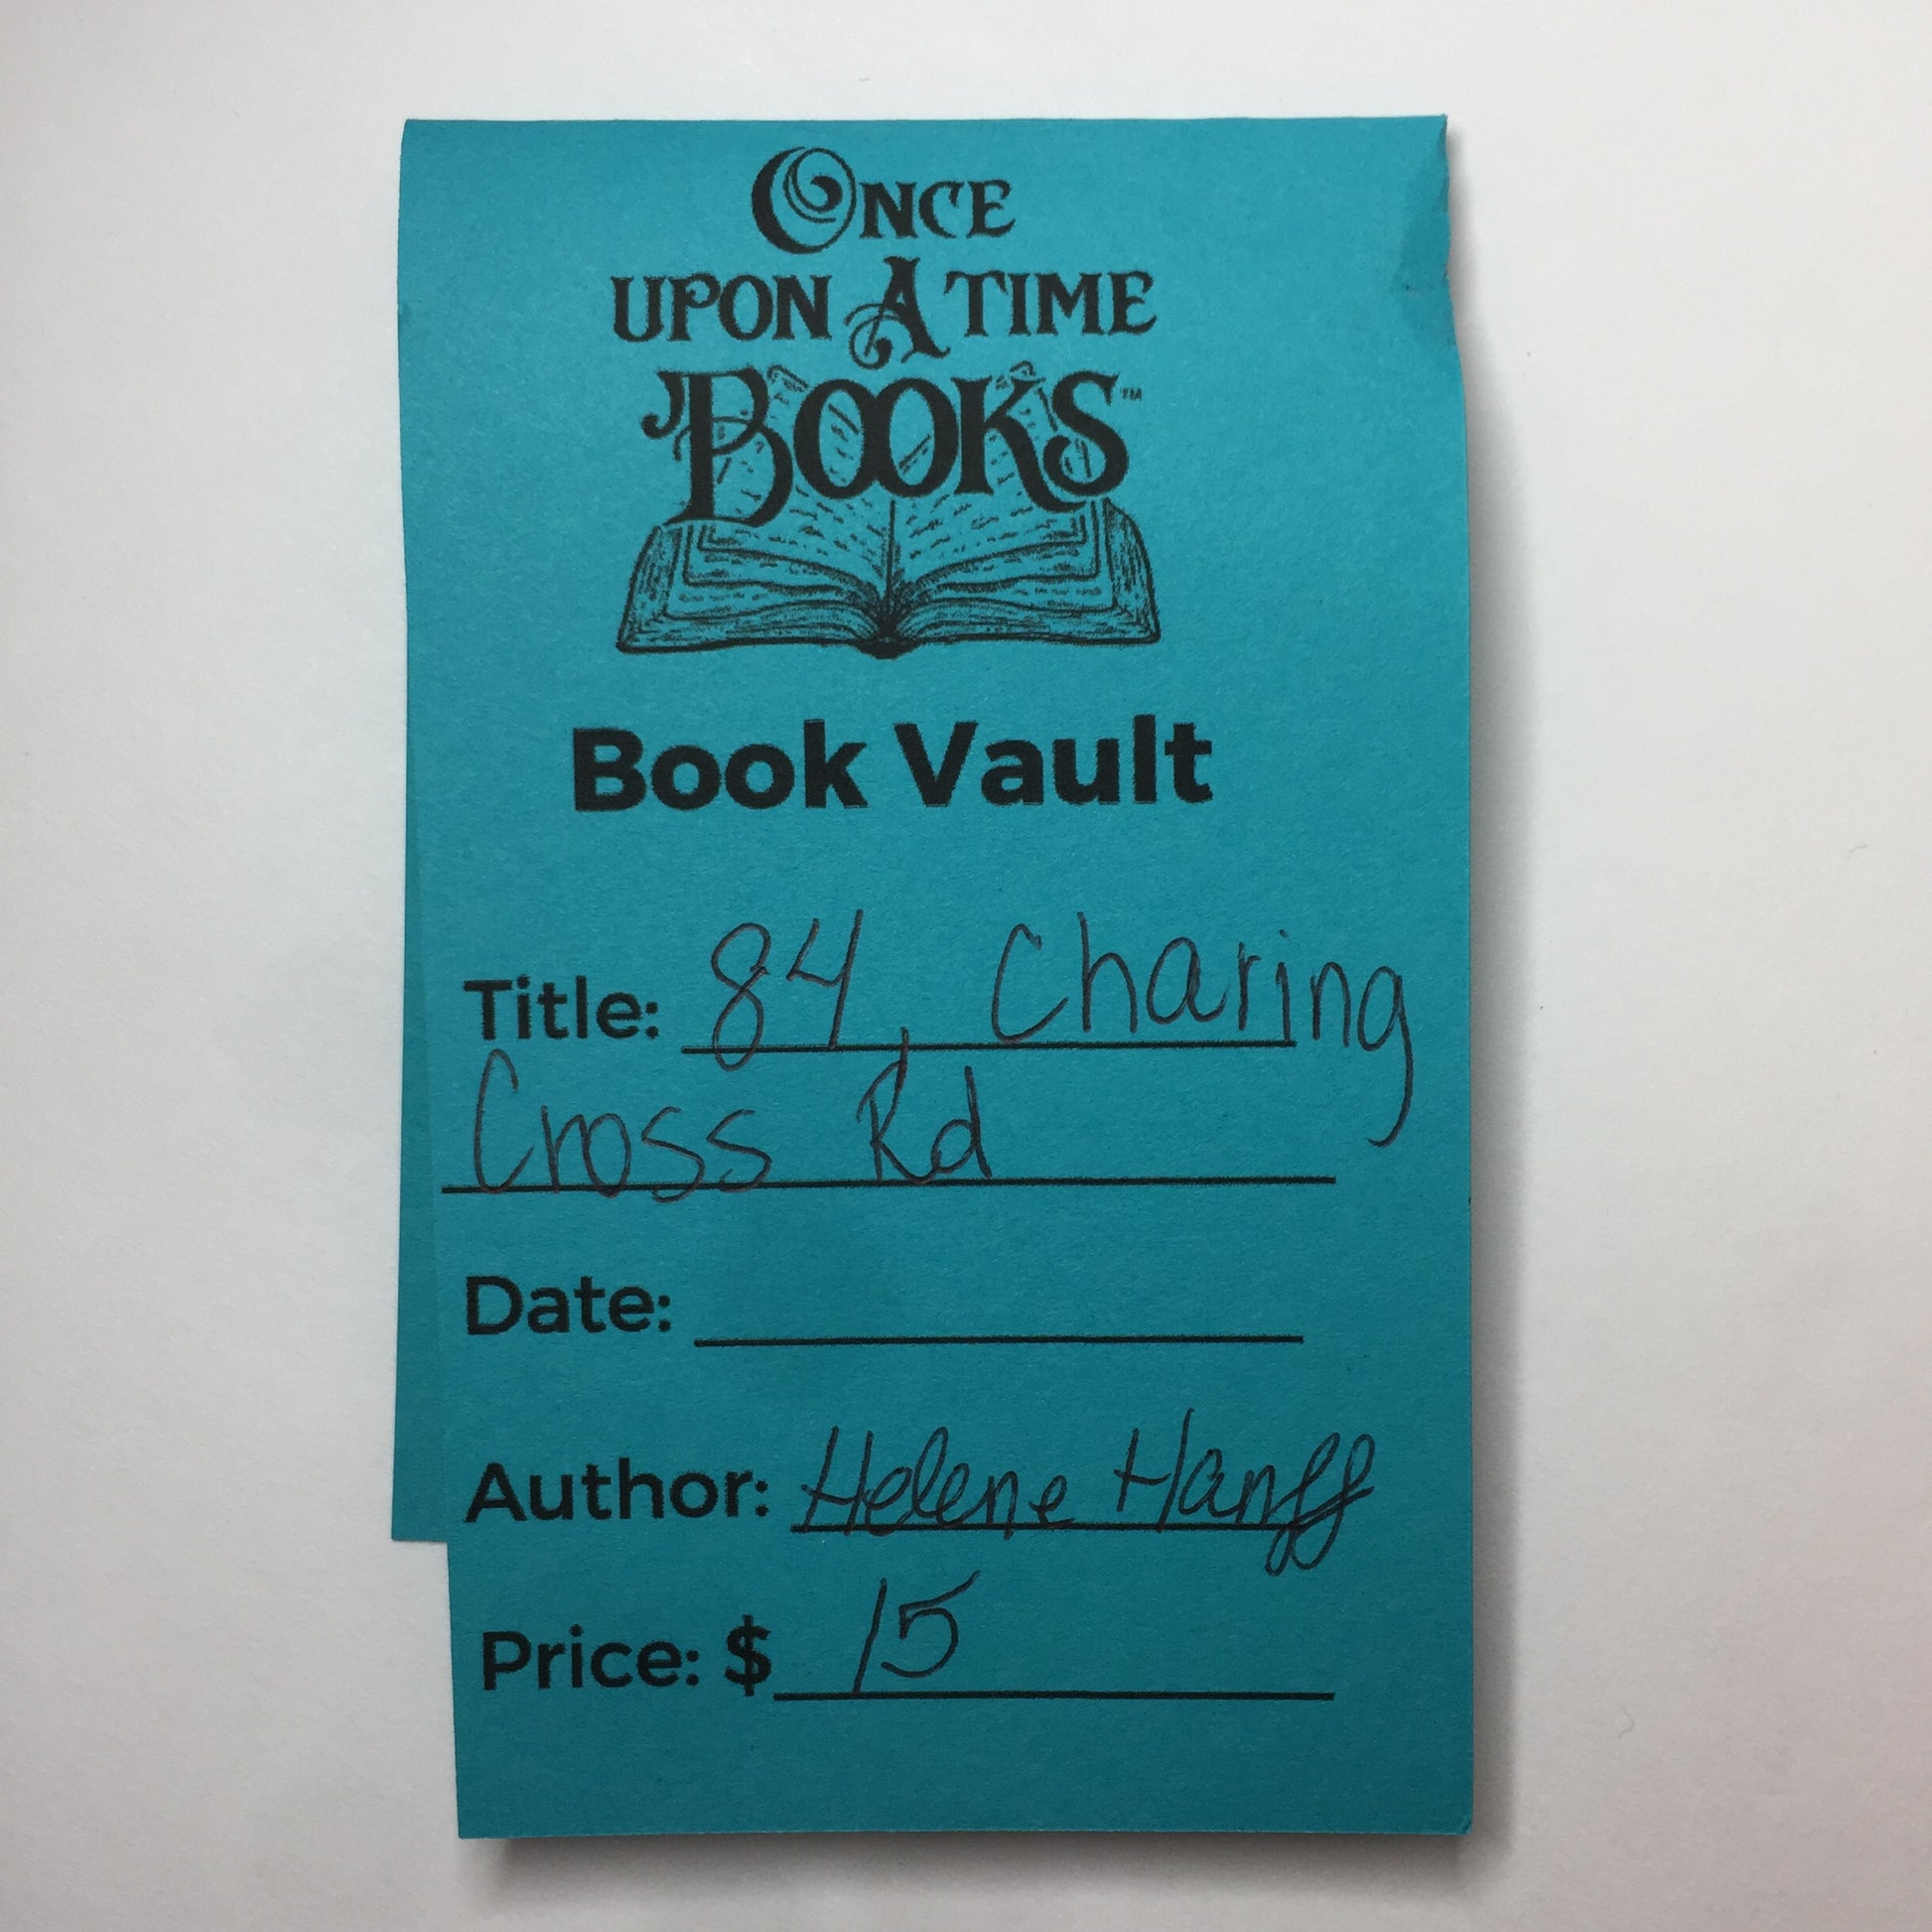 ONCE
UPON A TIME
BOOKS™
Book Vault
Title: 84, Charing
Cross Rd
Date:
Author: Helene Hanff
Price: $ 15